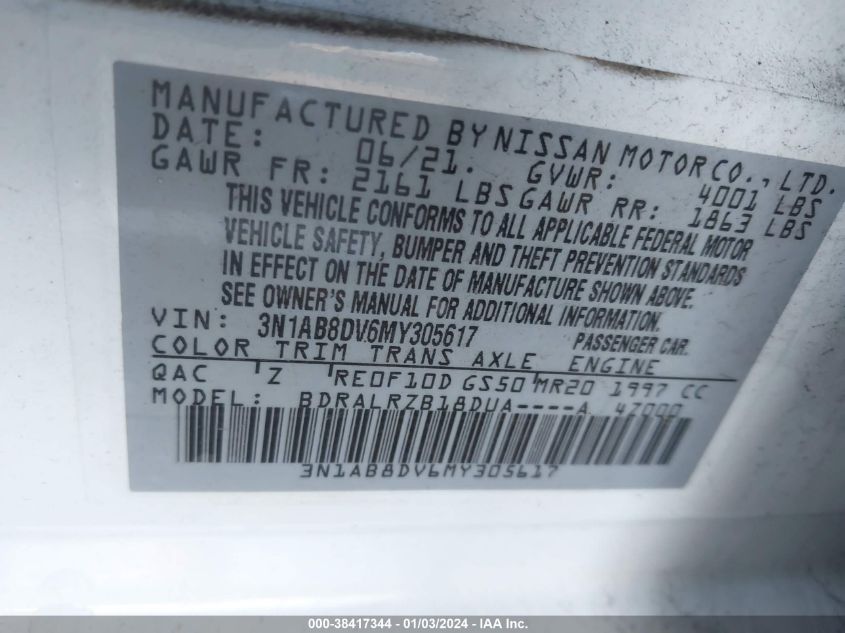 MANUFACTURED BY NISSAN MOTOR CO., LTD.
DATE: 06/21. GVWR: 4001 LBS
GAWR FR: 2161 LBS GAWR RR: 1863 LBS
THIS VEHICLE CONFORMS TO ALL APPLICABLE FEDERAL MOTOR
VEHICLE SAFETY, BUMPER AND THEFT PREVENTION STANDARDS
IN EFFECT ON THE DATE OF MANUFACTURE SHOWN ABOVE.
SEE OWNER'S MANUAL FOR ADDITIONAL INFORMATION.
VIN: 3N1AB8DV6MY305617 PASSENGER CAR.
COLOR TRIM TRANS AXLE ENGINE
QAC Z RE0F10D GS50 MR20 1997 CC
MODEL: BDRALRZB18DUA----A 4Z000
3N1AB8DV6MY305617
000-38417344 - 01/03/2024 - IAA Inc.